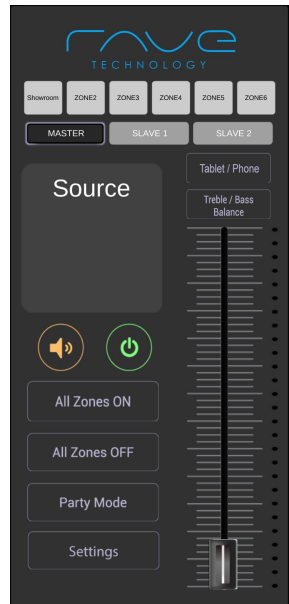 rave
TECHNOLOGY
Showroom ZONE2 ZONE3 ZONE4 ZONE5 ZONE6
MASTER SLAVE 1 SLAVE 2
Source
Tablet / Phone
Treble / Bass
Balance
All Zones ON
All Zones OFF
Party Mode
Settings